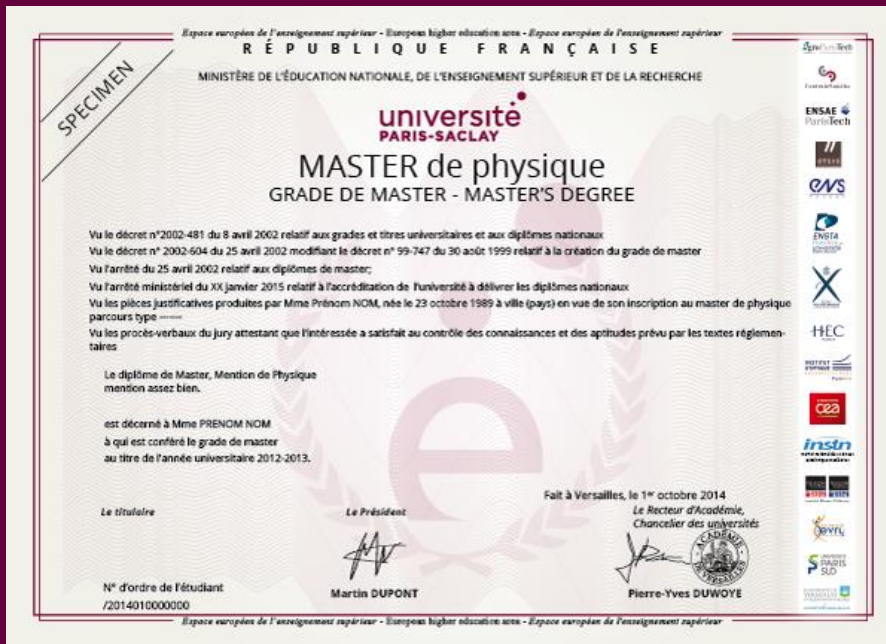 Espace européen de l'enseignement supérieur - European higher education area - Espace européen de l'enseignement supérieur
RÉPUBLIQUE FRANÇAISE
SPECIMEN
MINISTÈRE DE L'ÉDUCATION NATIONALE, DE L'ENSEIGNEMENT SUPÉRIEUR ET DE LA RECHERCHE
université
PARIS-SACLAY
MASTER de physique
GRADE DE MASTER - MASTER'S DEGREE
Vu le décret n°2002-481 du 8 avril 2002 relatif aux grades et titres universitaires et aux diplômes nationaux
Vu le décret n° 2002-604 du 25 avril 2002 modifiant le décret n° 99-747 du 30 août 1999 relatif à la création du grade de master
Vu l'arrêté du 25 avril 2002 relatif aux diplômes de master;
Vu l'arrêté ministériel du XX janvier 2015 relatif à l'accréditation de l'université à délivrer les diplômes nationaux
Vu les pièces justificatives produites par Mme Prénom NOM, née le 23 octobre 1989 à ville (pays) en vue de son inscription au master de physique
parcours type ------
Vu les procès-verbaux du jury attestant que l'intéressée a satisfait au contrôle des connaissances et des aptitudes prévu par les textes réglemen-
taires
Le diplôme de Master, Mention de Physique
mention assez bien.
est décerné à Mme PRENOM NOM
à qui est conféré le grade de master
au titre de l'année universitaire 2012-2013.
Fait à Versailles, le 1er octobre 2014
Le titulaire
Le Président
Le Recteur d'Académie,
Chancelier des universités
N° d'ordre de l'étudiant
/2014010000000
Martin DUPONT
Pierre-Yves DUWOYE
Espace européen de l'enseignement supérieur - European higher education area - Espace européen de l'enseignement supérieur
AgroParisTech
CentraleSupélec
ENSAE
ParisTech
ens
ENSTA
HEC
INSTITUT
cea
instn
evry
UNIVERSITÉ
PARIS
SUD